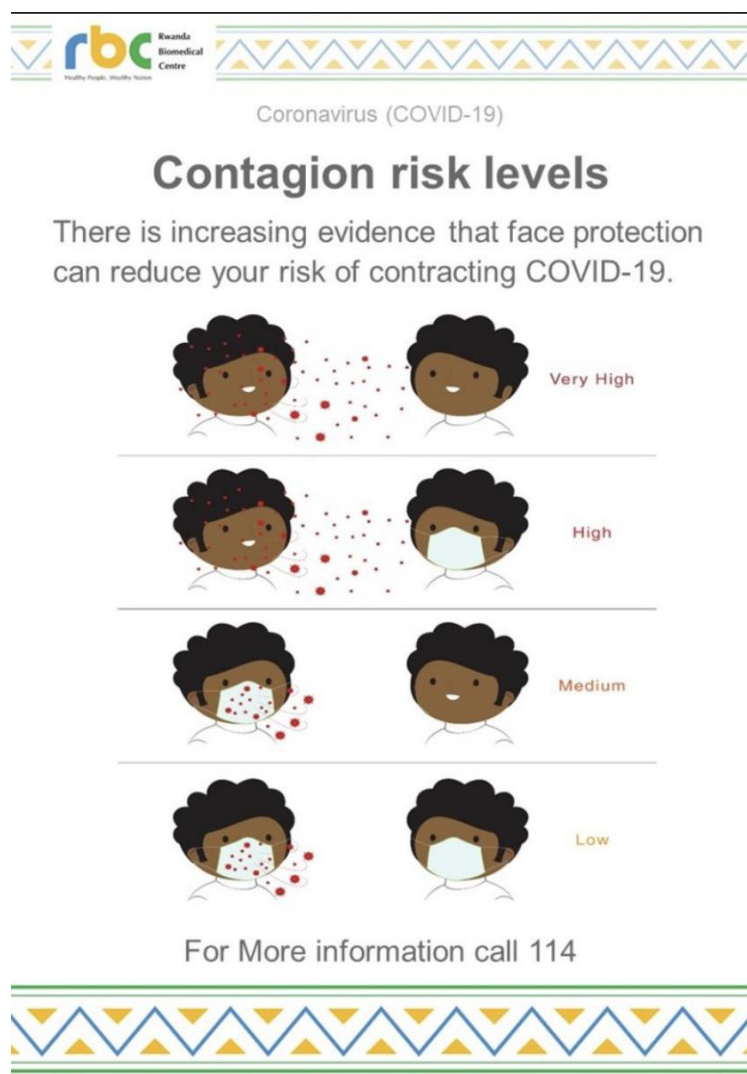 rbc
Rwanda
Biomedical
Centre
Healthy People, Wealthy Nation
Coronavirus (COVID-19)
Contagion risk levels
There is increasing evidence that face protection
can reduce your risk of contracting COVID-19.
Very High
High
Medium
Low
For More information call 114